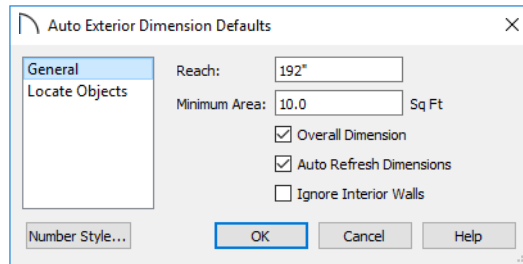 Auto Exterior Dimension Defaults
General
Locate Objects
Reach: 192"
Minimum Area: 10.0 Sq Ft
Overall Dimension
Auto Refresh Dimensions
Ignore Interior Walls
Number Style... OK Cancel Help